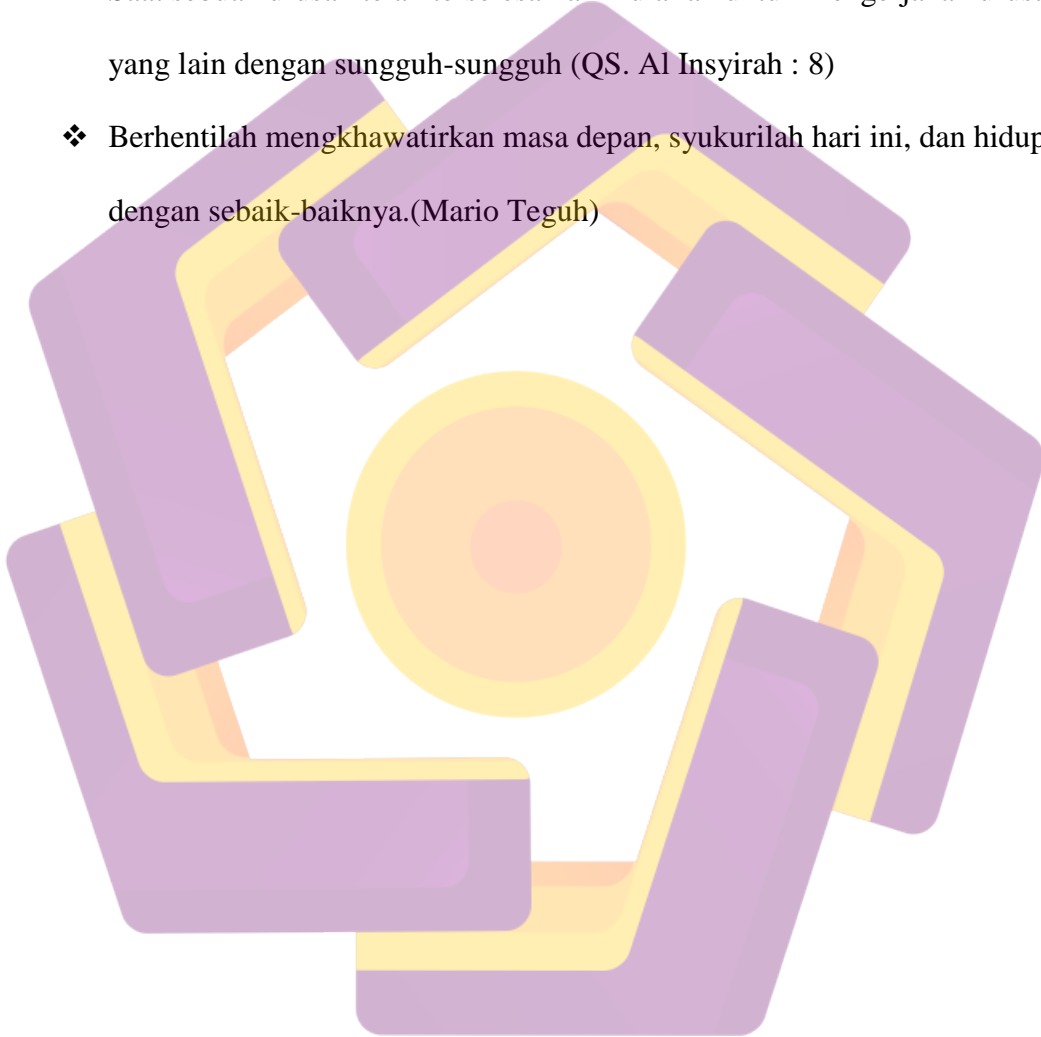 yang lain dengan sungguh-sungguh (QS. Al Insyirah : 8)
❖ Berhentilah mengkhawatirkan masa depan, syukurilah hari ini, dan hidup
dengan sebaik-baiknya.(Mario Teguh)